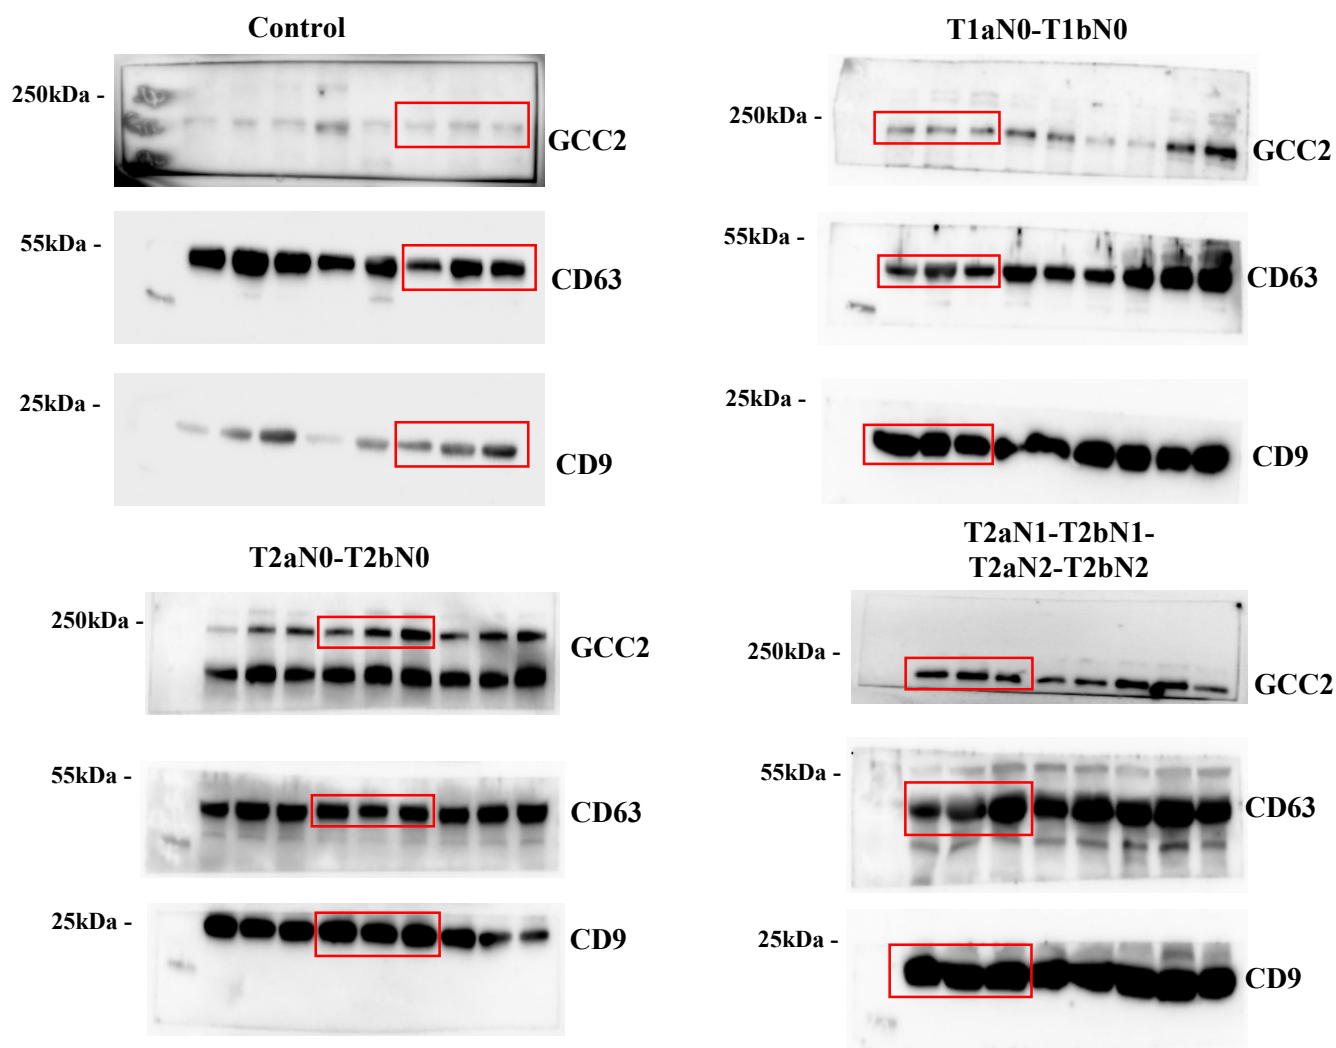 Control
250kDa -
GCC2
55kDa -
CD63
25kDa -
CD9
T1aN0-T1bN0
250kDa -
GCC2
55kDa -
CD63
25kDa -
CD9
T2aN0-T2bN0
250kDa -
GCC2
55kDa -
CD63
25kDa -
CD9
T2aN1-T2bN1-
T2aN2-T2bN2
250kDa -
GCC2
55kDa -
CD63
25kDa -
CD9